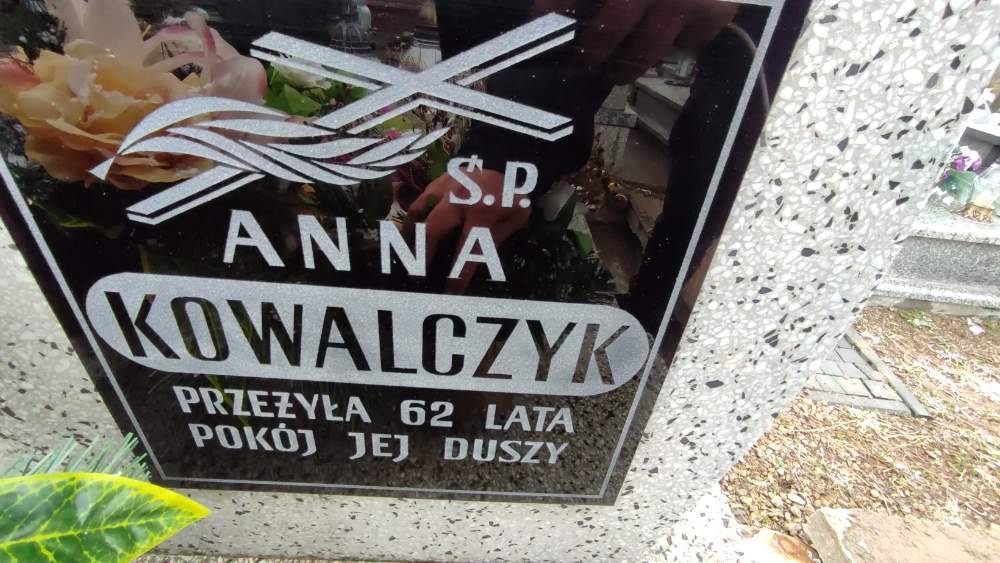 Ś.P.
ANNA
KOWALCZYK
PRZEŻYŁA 62 LATA
POKÓJ JEJ DUSZY